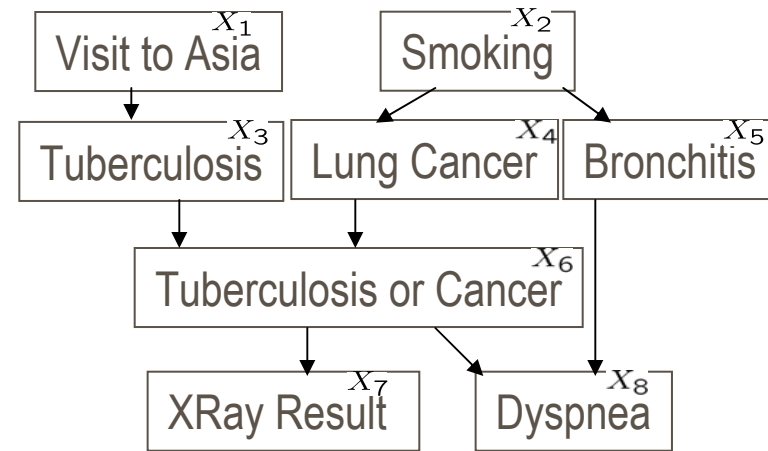 X₁
Visit to Asia
X₂
Smoking
X₃
Tuberculosis
X₄
Lung Cancer
X₅
Bronchitis
X₆
Tuberculosis or Cancer
X₇
XRay Result
X₈
Dyspnea